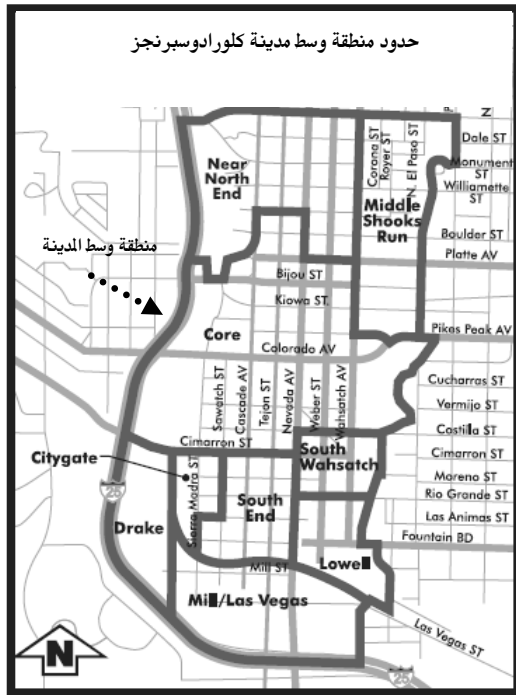 حدود منطقة وسط مدينة كلورادوسبرنجز
Near
North
End
Corona ST
Royer ST
N. El Paso ST
Z
Dale ST
Monument
ST
Williamette
ST
Middle
Shooks
Run
Boulder ST
Platte AV
منطقة وسط المدينة
Bijou ST
Kiowa ST.
Core
Pikes Peak AV
Colorado AV
Sawatch ST
Cascade AV
Tejon ST
Nevada AV
Weber ST
Wahsatch AV
Cucharras ST
Vermijo ST
Costilla ST
Cimarron ST
Cimarron ST
Citygate
South
Wahsatch
Moreno ST
Rio Grande ST
25
Sierra Madra ST
South
End
Las Animas ST
Drake
Fountain BD
Mill ST
Lowell
Mill/Las Vegas
Las Vegas ST
N
25